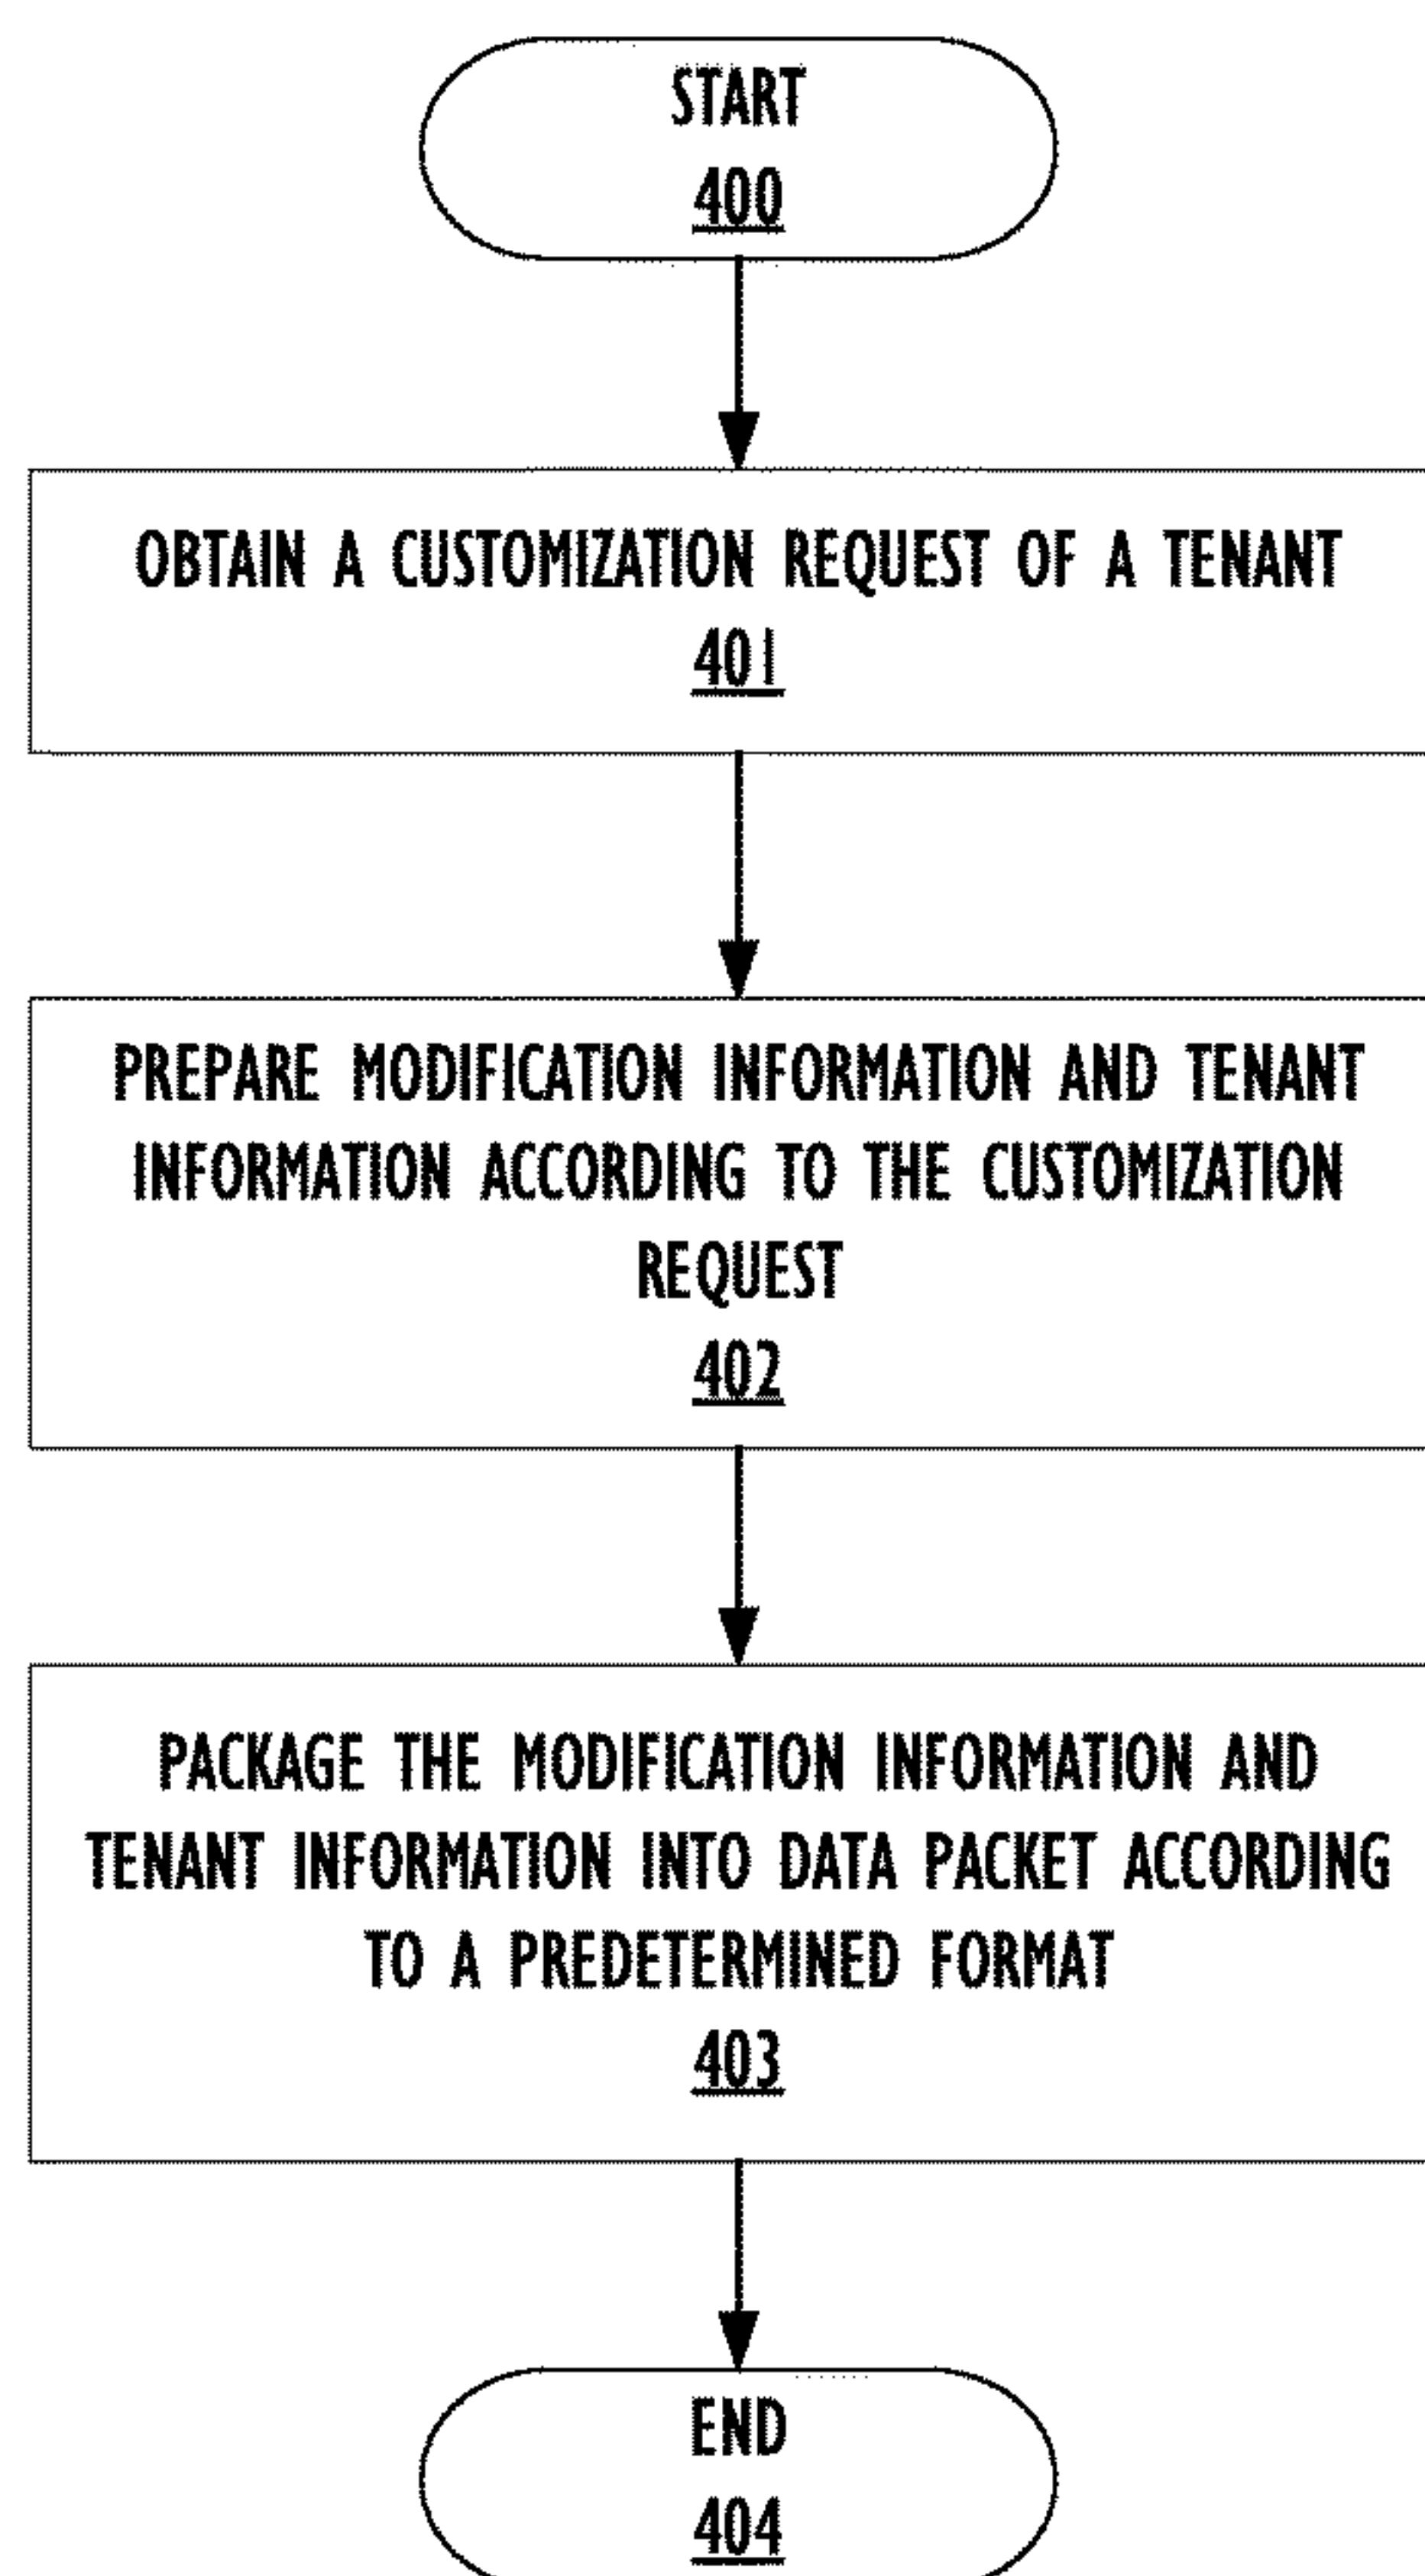 START
400
OBTAIN A CUSTOMIZATION REQUEST OF A TENANT
401
PREPARE MODIFICATION INFORMATION AND TENANT
INFORMATION ACCORDING TO THE CUSTOMIZATION
REQUEST
402
PACKAGE THE MODIFICATION INFORMATION AND
TENANT INFORMATION INTO DATA PACKET ACCORDING
TO A PREDETERMINED FORMAT
403
END
404